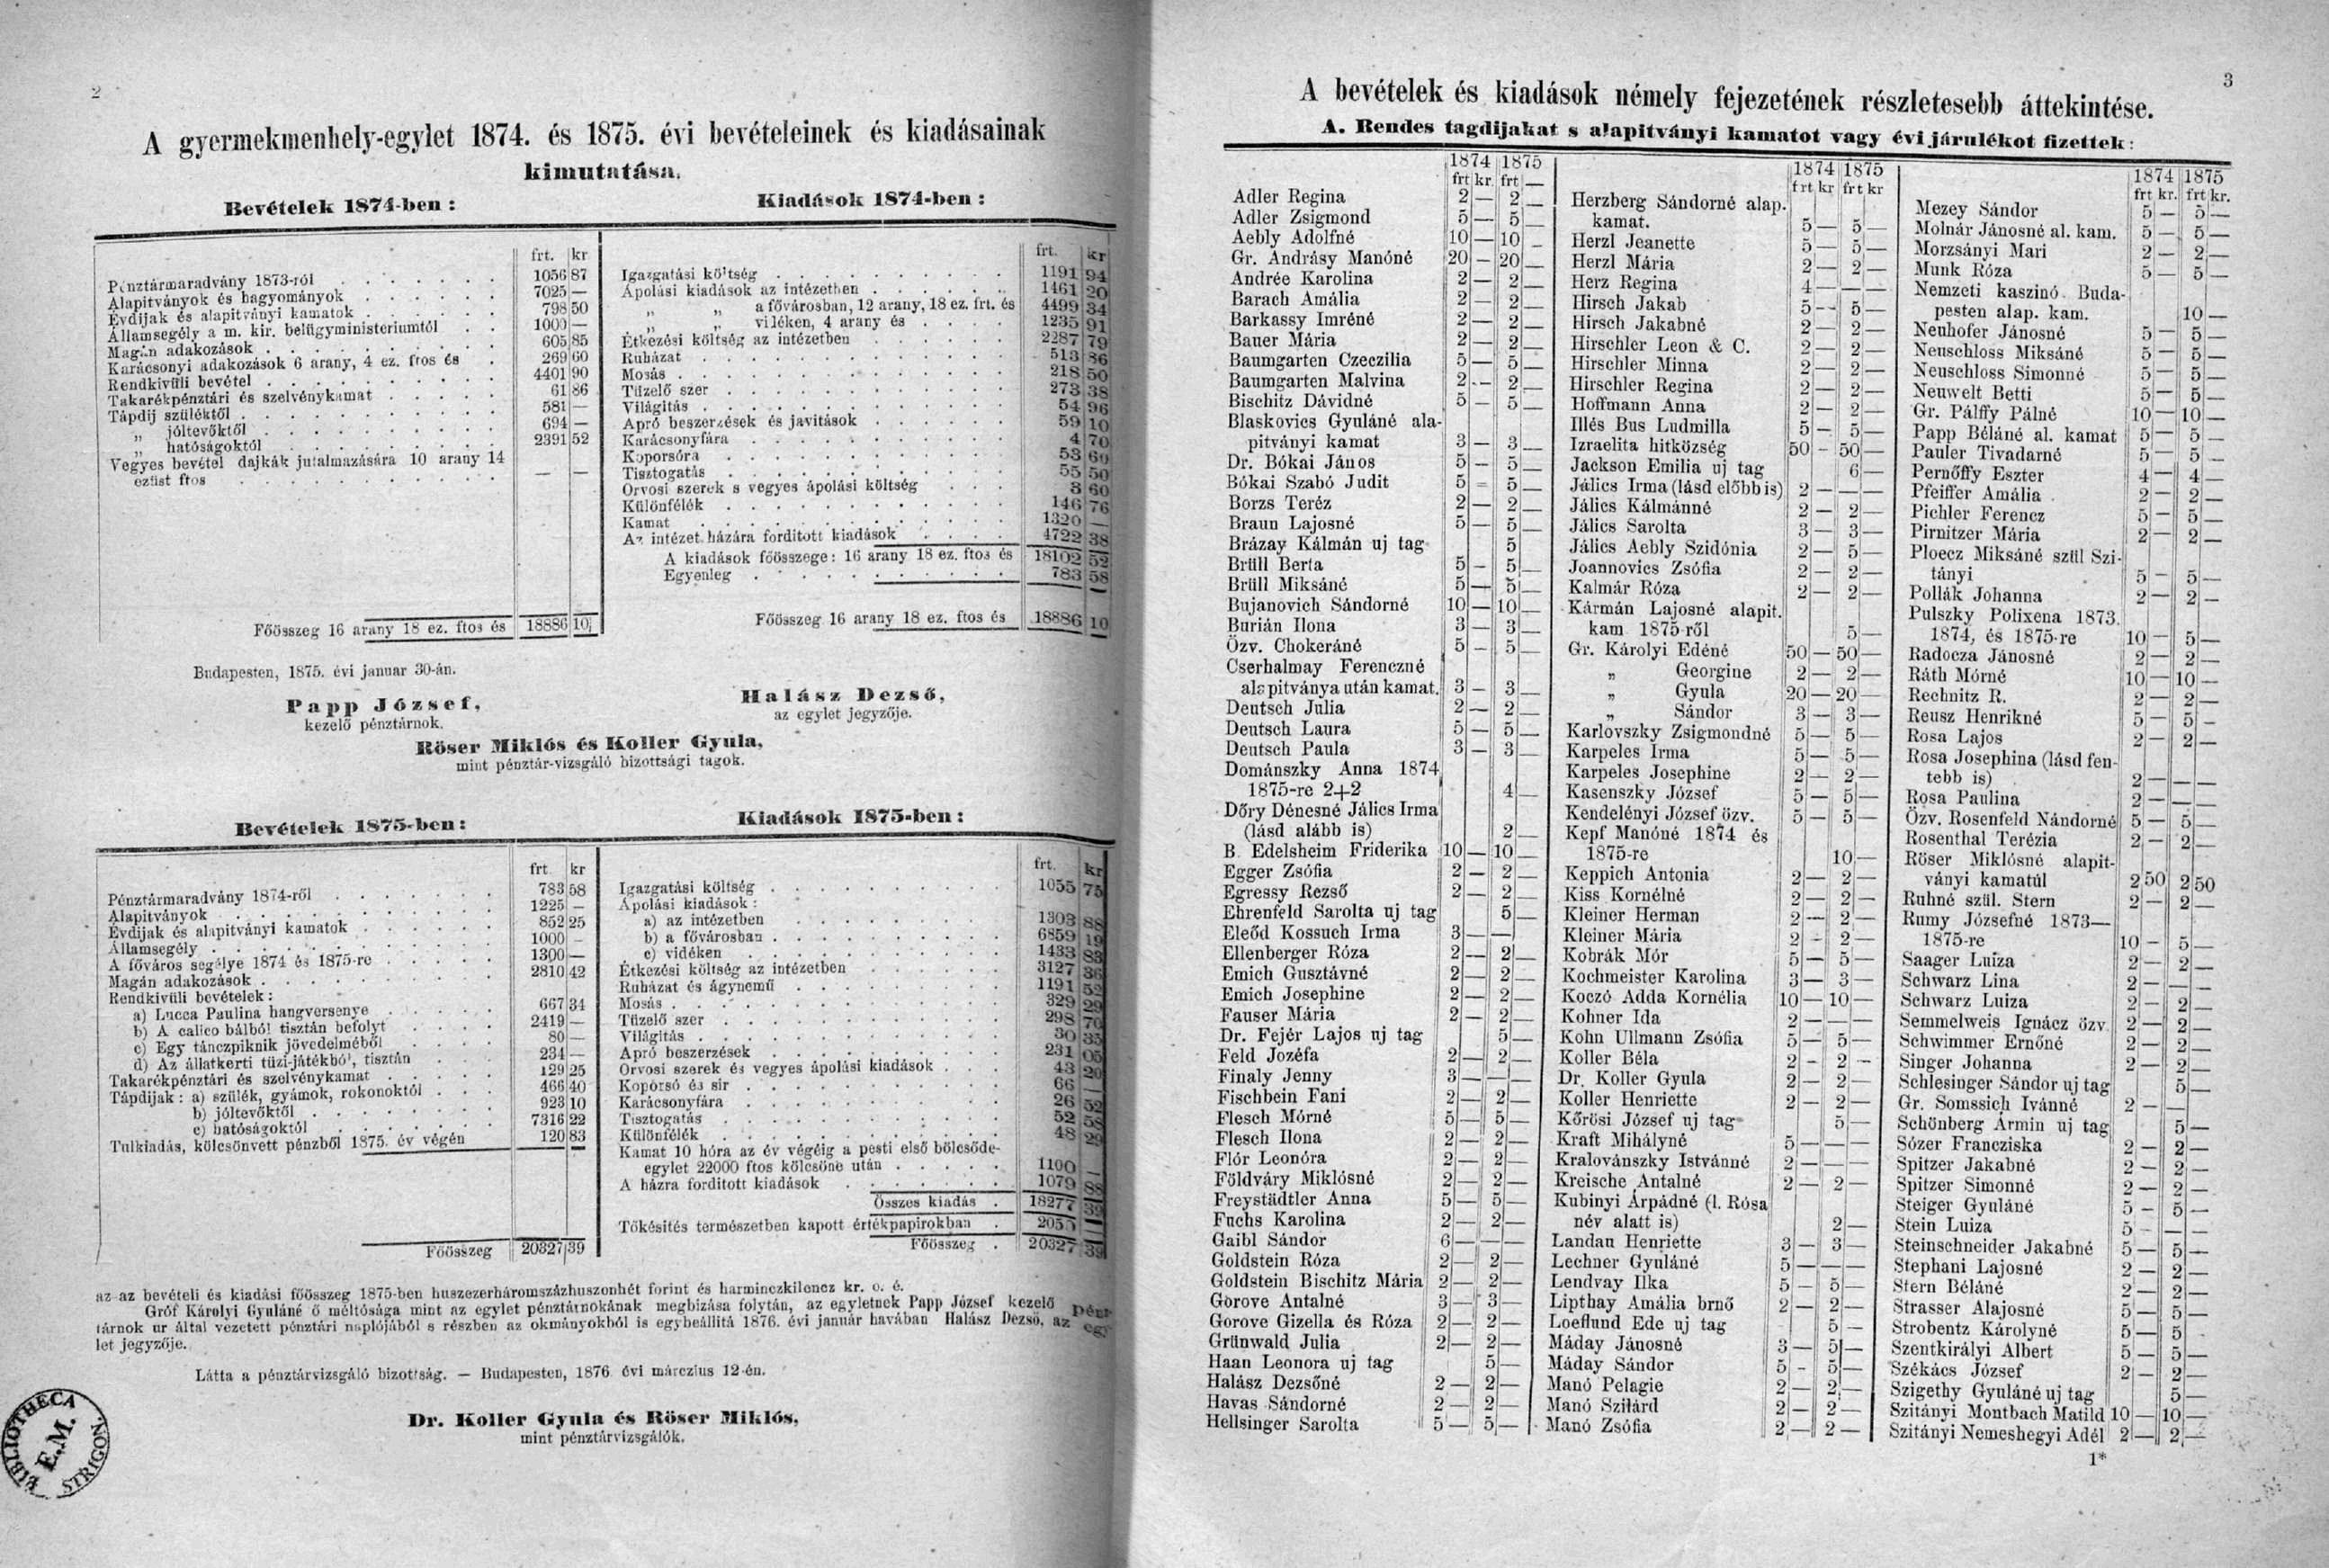 2
A gyermekmenhely-egylet 1874. és 1875. évi bevételeinek és kiadásainak
kimutatása.
Bevételek 1874-ben :
frt. kr
Pénztármaradvány 1873-ról 1056 87
Alapitványok és hagyományok 7025 —
Évdijak és alapitványi kamatok 798 50
Államsegély a m. kir. belügyministeriumtól 1000 —
Magán adakozások 605 85
Karácsonyi adakozások 6 arany, 4 ez. frtos és 269 60
Rendkivüli bevétel 4401 90
Takarékpénztári és szelvénykamat 61 86
Tápdij szüléktől 581 —
„ jóltevőktől 694 —
„ hatóságoktól 2391 52
Vegyes bevétel dajkák jutalmazására 10 arany 14
ezüst ftos — —
Főösszeg 16 arany 18 ez. ftos és 18886 10
Kiadások 1874-ben :
frt. kr
Igazgatási költség 1191 94
Ápolási kiadások az intézetben 1461 20
„ „ a fővárosban, 12 arany, 18 ez. frt. és 4499 34
„ „ vidéken, 4 arany és 1235 91
Étkezési költség az intézetben 2287 79
Ruházat 513 86
Mosás 218 50
Tüzelő szer 273 38
Világitás 54 96
Apró beszerzések és javitások 59 10
Karácsonyfára 4 70
Koporsóra 53 60
Tisztogatás 55 50
Orvosi szerek s vegyes ápolási költség 3 60
Különfélék 146 76
Kamat 1320 —
Az intézet házára forditott kiadások 4722 38
A kiadások főösszege: 16 arany 18 ez. ftos és 18102 52
Egyenleg 783 58
Főösszeg 16 arany 18 ez. ftos és 18886 10
Budapesten, 1875. évi januar 30-án.
Papp József,
kezelő pénztárnok.
Halász Dezső,
az egylet jegyzője.
Röser Miklós és Koller Gyula,
mint pénztár-vizsgáló bizottsági tagok.
Bevételek 1875-ben :
frt kr
Pénztármaradvány 1874-ről 783 58
Alapitványok 1225 —
Évdijak és alapitványi kamatok 852 25
Államsegély 1000 —
A főváros segélye 1874 és 1875-re 1300 —
Magán adakozások 2810 42
Rendkivüli bevételek :
a) Lucca Paulina hangversenye 667 34
b) A calico bálból tisztán befolyt 2419 —
c) Egy tánczpiknik jövedelméből 80 —
d) Az állatkerti tüzi-játékból, tisztán 234 —
Takarékpénztári és szelvénykamat 129 25
Tápdijak : a) szülék, gyámok, rokonoktól 466 40
b) jóltevőktől 923 10
c) hatóságoktól 7316 22
Tulkiadás, kölcsönvett pénzből 1875. év végén 120 83
Főösszeg 20327 39
Kiadások 1875-ben :
frt. kr
Igazgatási költség 1055 75
Ápolási kiadások :
a) az intézetben 1303 88
b) a fővárosban 6859 19
c) vidéken 1433 83
Étkezési költség az intézetben 3127 36
Ruházat és ágynemű 1191 52
Mosás 329 29
Tüzelő szer 298 70
Világitás 30 35
Apró beszerzések 231 05
Orvosi szerek és vegyes ápolási kiadások 43 20
Koporsó és sir 66 —
Karácsonyfára 26 52
Tisztogatás 52 58
Különfélék 48 29
Kamat 10 hóra az év végéig a pesti első bölcsőde-
egylet 22000 ftos kölcsöne után 1100 —
A házra forditott kiadások 1079 88
Összes kiadás 18277 39
Tőkésités természetben kapott értékpapirokban
Főösszeg 20327 39
az az bevételi és kiadási főösszeg 1875-ben huszezerháromszázhuszonhét forint és harminczkilencz kr. o. é.
Gróf Károlyi Gyuláné ő méltósága mint az egylet pénztárnokának megbizása folytán, az egyletnek Papp József kezelő pénz-
tárnok ur által vezetett pénztári naplójából s részben az okmányokból is egybeállitá 1876. évi január havában Halász Dezső, az egy-
let jegyzője.
Látta a pénztárvizsgáló bizottság. — Budapesten, 1876 évi márczius 12-én.
Dr. Koller Gyula és Röser Miklós,
mint pénztárvizsgálók.
BIBLIOTHECA
E.M.
STRIGON.
3
A bevételek és kiadások némely fejezetének részletesebb áttekintése.
A. Rendes tagdijakat s alapitványi kamatot vagy évi járulékot fizettek :
1874 1875
frt kr. frt —
Adler Regina 2 — 2 —
Adler Zsigmond 5 — 5 —
Aebly Adolfné 10 — 10 —
Gr. Andrásy Manóné 20 — 20 —
Andrée Karolina 2 — 2 —
Barach Amália 2 — 2 —
Barkassy Imréné 2 — 2 —
Bauer Mária 2 — 2 —
Baumgarten Czeczilia 5 — 5 —
Baumgarten Malvina 2 — 2 —
Bischitz Dávidné 5 — 5 —
Blaskovics Gyuláné ala-
pitványi kamat 3 — 3 —
Dr. Bókai János 5 — 5 —
Bókai Szabó Judit 5 — 5 —
Borzs Teréz 2 — 2 —
Braun Lajosné 5 — 5 —
Brázay Kálmán uj tag 5
Brüll Berta 5 — 5 —
Brüll Miksáné 5 — 5 —
Bujanovich Sándorné 10 — 10 —
Burián Ilona 3 — 3 —
Özv. Chokeráné 5 — 5 —
Cserhalmay Ferenczné
alapitványa után kamat. 3 — 3 —
Deutsch Julia 2 — 2 —
Deutsch Laura 5 — 5 —
Deutsch Paula 3 — 3 —
Dománszky Anna 1874
1875-re 2+2 4 —
Dőry Dénesné Jálics Irma
(lásd alább is) 2 —
B. Edelsheim Friderika 10 — 10 —
Egger Zsófia 2 — 2 —
Egressy Rezső 2 — 2 —
Ehrenfeld Sarolta uj tag 5 —
Eleőd Kossuch Irma 3 — —
Ellenberger Róza 2 — 2 —
Emich Gusztávné 2 — 2 —
Emich Josephine 2 — 2 —
Fauser Mária 2 — 2 —
Dr. Fejér Lajos uj tag 5 —
Feld Jozéfa 2 — 2 —
Finaly Jenny 3 — — —
Fischbein Fani 2 — 2 —
Flesch Mórné 5 — 5 —
Flesch Ilona 2 — 2 —
Flór Leonóra 2 — 2 —
Földváry Miklósné 2 — 2 —
Freystädtler Anna 5 — 5 —
Fuchs Karolina 2 — 2 —
Gaibl Sándor 6 — — —
Goldstein Róza 2 — 2 —
Goldstein Bischitz Mária 2 — 2 —
Gorove Antalné 3 — 3 —
Gorove Gizella és Róza 2 — 2 —
Grünwald Julia 2 — 2 —
Haan Leonora uj tag 5 —
Halász Dezsőné 2 — 2 —
Havas Sándorné 2 — 2 —
Hellsinger Sarolta 5 — 5 —
1874 1875
frt kr frt kr
Herzberg Sándorné alap.
kamat. 5 — 5 —
Herzl Jeanette 5 — 5 —
Herzl Mária 2 — 2 —
Herz Regina 4 — — —
Hirsch Jakab 5 — 5 —
Hirsch Jakabné 2 — 2 —
Hirschler Leon & C. 2 — 2 —
Hirschler Minna 2 — 2 —
Hirschler Regina 2 — 2 —
Hoffmann Anna 2 — 2 —
Illés Bus Ludmilla 5 — 5 —
Izraelita hitközség 50 — 50 —
Jackson Emilia uj tag 6 —
Jálics Irma (lásd előbb is) 2 — — —
Jálics Kálmánné 2 — 2 —
Jálics Sarolta 3 — 3 —
Jálics Aebly Szidónia 2 — 5 —
Joannovics Zsófia 2 — 2 —
Kalmár Róza 2 — 2 —
Kármán Lajosné alapit.
kam 1875-ről 5 —
Gr. Károlyi Edéné 50 — 50 —
„ Georgine 2 — 2 —
„ Gyula 20 — 20 —
„ Sándor 3 — 3 —
Karlovszky Zsigmondné 5 — 5 —
Karpeles Irma 5 — 5 —
Karpeles Josephine 2 — 2 —
Kasenszky József 5 — 5 —
Kendelényi József özv. 5 — 5 —
Kepf Manóné 1874 és
1875-re 10 —
Keppich Antonia 2 — 2 —
Kiss Kornélné 2 — 2 —
Kleiner Herman 2 — 2 —
Kleiner Mária 2 — 2 —
Kobrák Mór 5 — 5 —
Kochmeister Karolina 3 — 3 —
Koczó Adda Kornélia 10 — 10 —
Kohner Ida 2 — — —
Kohn Ullmann Zsófia 5 — 5 —
Koller Béla 2 — 2 —
Dr. Koller Gyula 2 — 2 —
Koller Henriette 2 — 2 —
Kőrösi József uj tag 5 —
Kraft Mihályné 5 — — —
Kralovánszky Istvánné 2 — — —
Kreische Antalné 2 — 2 —
Kubinyi Árpádné (l. Rósa
név alatt is) 2 —
Landau Henriette 3 — 3 —
Lechner Gyuláné 5 — — —
Lendvay Ilka 5 — 5 —
Lipthay Amália brnő 2 — 2 —
Loeflund Ede uj tag 5 —
Máday Jánosné 3 — 5 —
Máday Sándor 5 — 5 —
Manó Pelagie 2 — 2 —
Manó Szilárd 2 — 2 —
Manó Zsófia 2 — 2 —
1874 1875
frt kr. frt kr.
Mezey Sándor 5 — 5 —
Molnár Jánosné al. kam. 5 — 5 —
Morzsányi Mari 2 — 2 —
Munk Róza 5 — 5 —
Nemzeti kaszinó Buda-
pesten alap. kam. 10 —
Neuhofer Jánosné 5 — 5 —
Neuschloss Miksáné 5 — 5 —
Neuschloss Simonné 5 — 5 —
Neuwelt Betti 5 — 5 —
Gr. Pálffy Pálné 10 — 10 —
Papp Béláné al. kamat 5 — 5 —
Pauler Tivadarné 5 — 5 —
Pernőffy Eszter 4 — 4 —
Pfeiffer Amália 2 — 2 —
Pichler Ferencz 5 — 5 —
Pirnitzer Mária 2 — 2 —
Ploecz Miksáné szül Szi-
tányi 5 — 5 —
Pollák Johanna 2 — 2 —
Pulszky Polixena 1873.
1874, és 1875-re 10 — 5 —
Radocza Jánosné 2 — 2 —
Ráth Mórné 10 — 10 —
Rechnitz R. 2 — 2 —
Reusz Henrikné 5 — 5 —
Rosa Lajos 2 — 2 —
Rosa Josephina (lásd fen-
tebb is) 2 — — —
Rosa Paulina 2 — — —
Özv. Rosenfeld Nándorné 5 — 5 —
Rosenthal Terézia 2 — 2 —
Röser Miklósné alapit-
ványi kamatúl 2 50 2 50
Ruhné szül. Stern 2 — 2 —
Rumy Józsefné 1873—
1875-re 10 — 5 —
Saager Luiza 2 — 2 —
Schwarz Lina 2 — — —
Schwarz Luiza 2 — 2 —
Semmelweis Ignácz özv. 2 — 2 —
Schwimmer Ernőné 2 — 2 —
Singer Johanna 2 — 2 —
Schlesinger Sándor uj tag 5 —
Gr. Somssich Ivánné 2 — —
Schönberg Ármin uj tag 5 —
Sózer Francziska 2 — 2 —
Spitzer Jakabné 2 — 2 —
Spitzer Simonné 2 — 2 —
Steiger Gyuláné 5 — 5 —
Stein Luiza 5 — — —
Steinschneider Jakabné 5 — 5 —
Stephani Lajosné 2 — 2 —
Stern Béláné 2 — 2 —
Strasser Alajosné 5 — 5 —
Strobentz Károlyné 5 — 5 —
Szentkirályi Albert 5 — 5 —
Székács József 2 — 2 —
Szigethy Gyuláné uj tag 5 —
Szitányi Montbach Matild 10 — 10 —
Szitányi Nemeshegyi Adél 2 — 2 —
1*